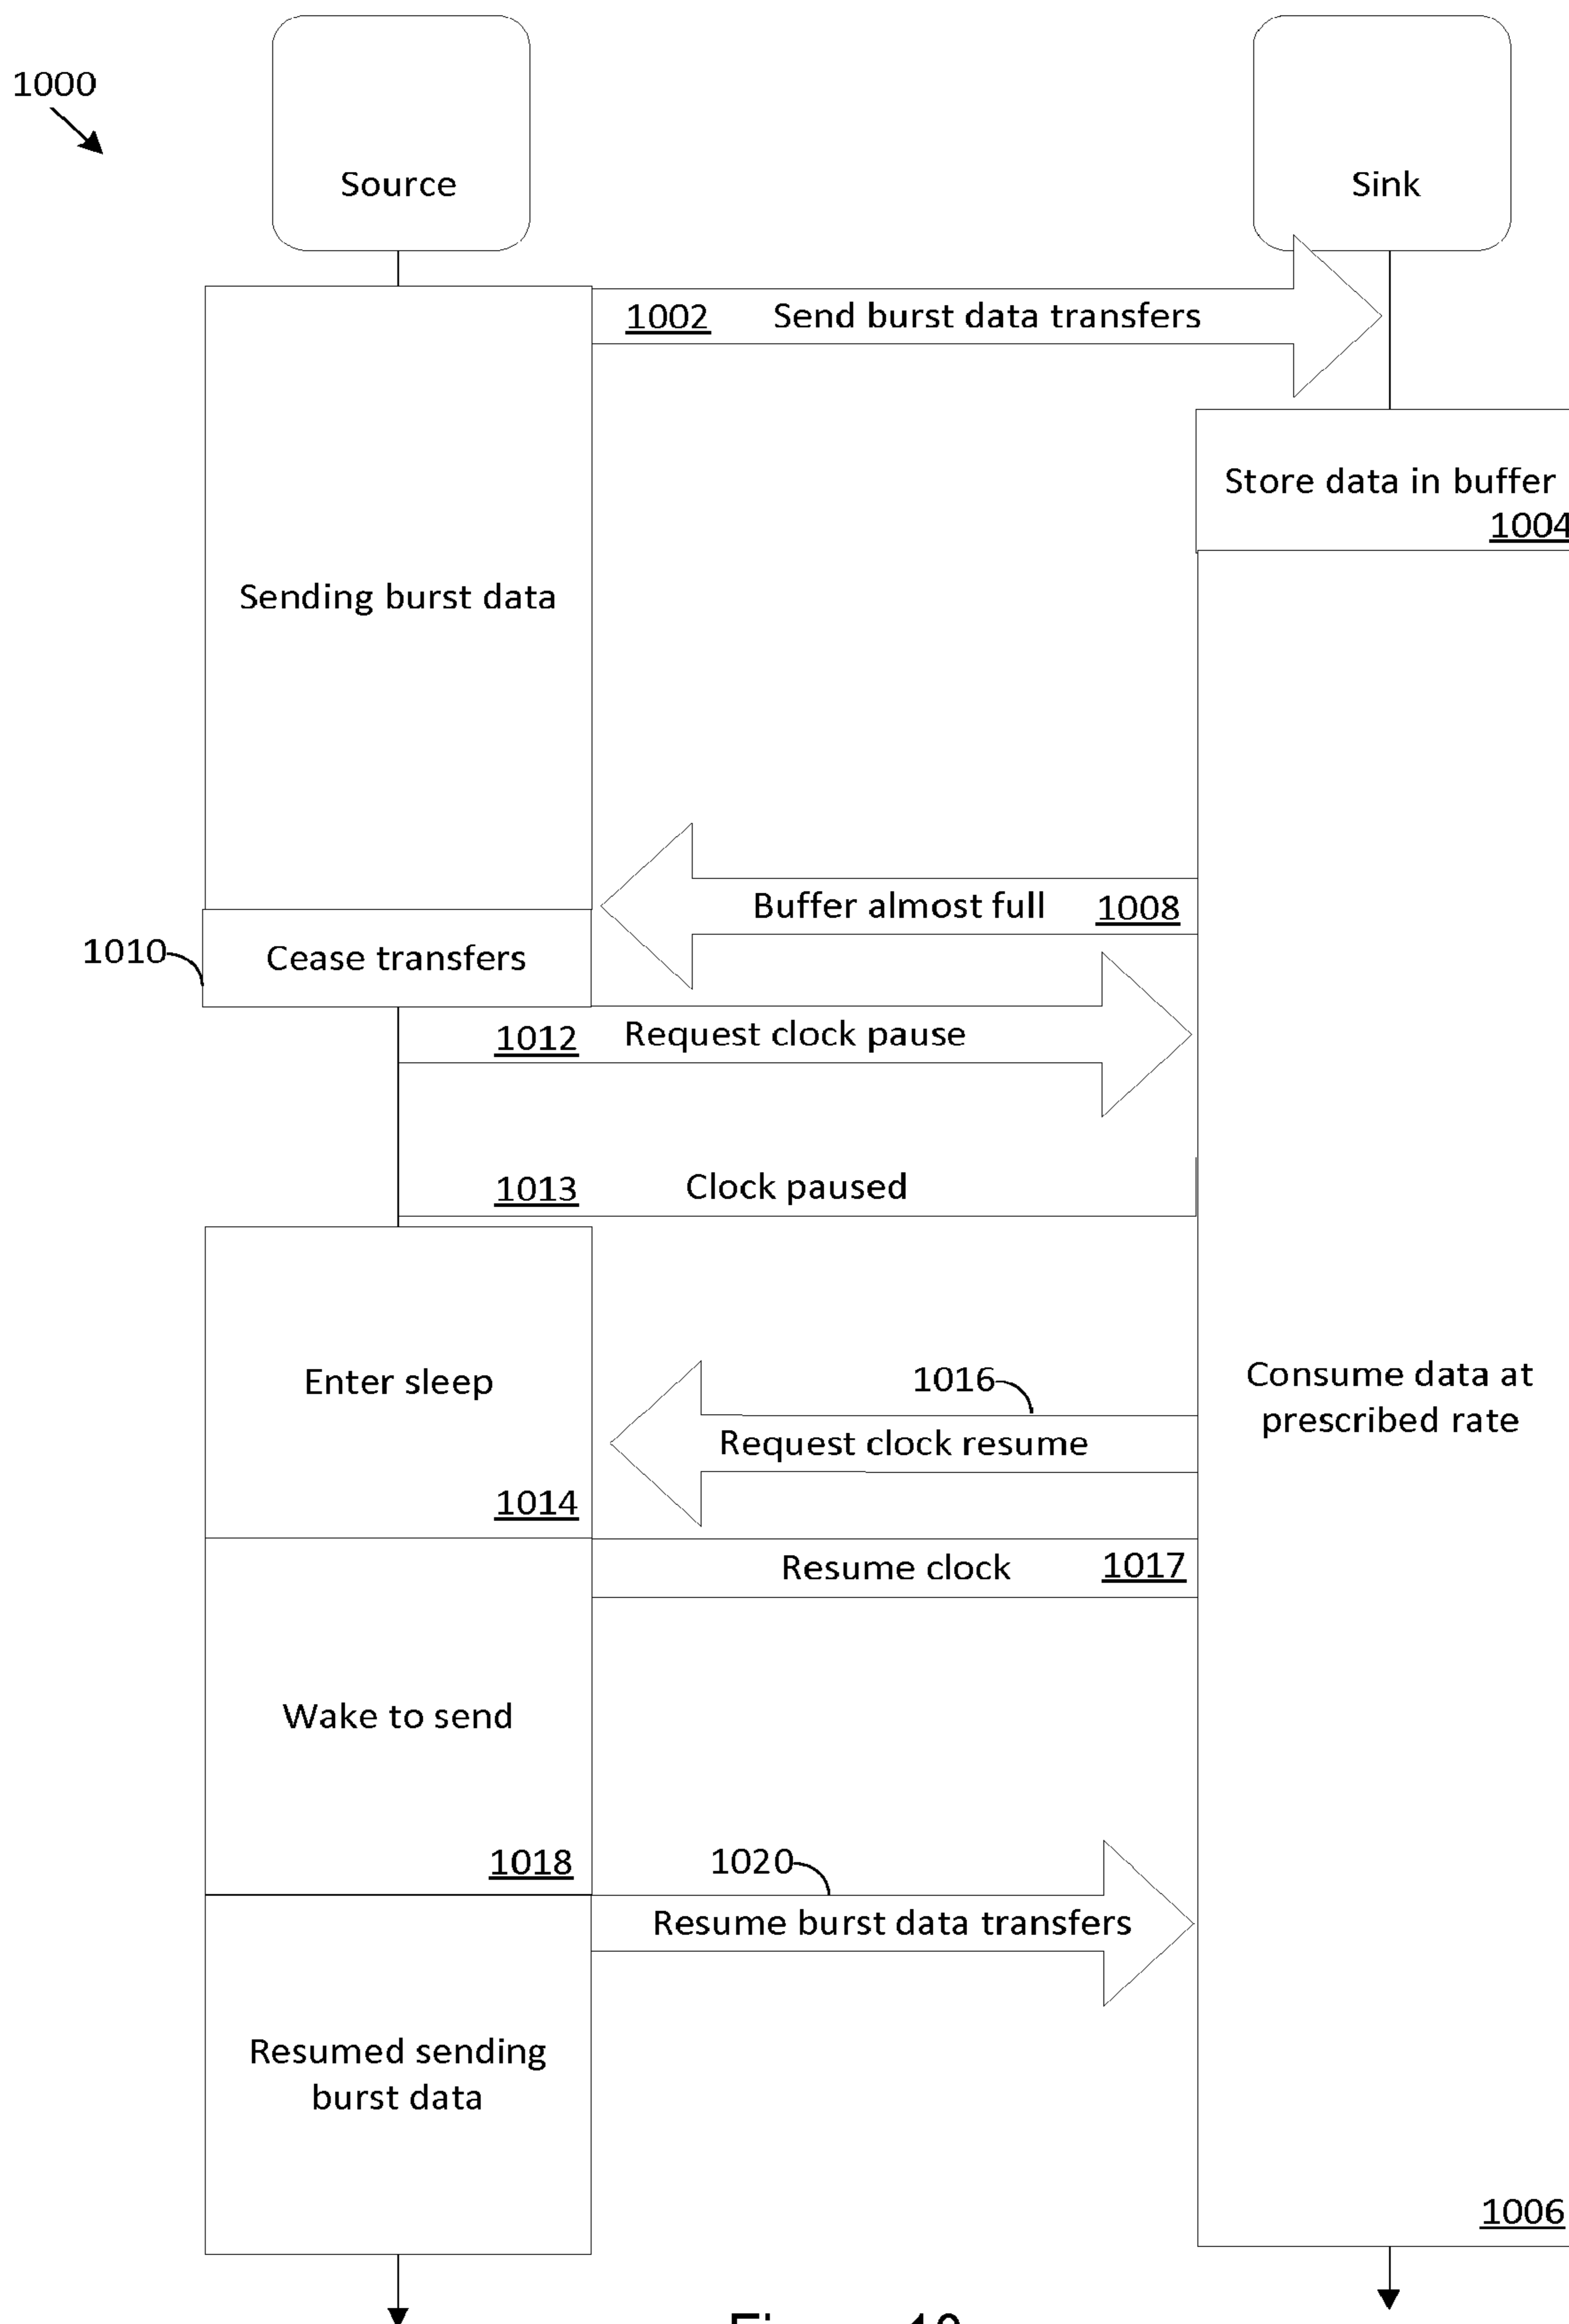 1000
Source
Sink
1002 Send burst data transfers
Store data in buffer
1004
Sending burst data
Buffer almost full 1008
1010 Cease transfers
1012 Request clock pause
1013 Clock paused
Enter sleep
1016
Consume data at
prescribed rate
Request clock resume
1014
Resume clock 1017
Wake to send
1018
1020
Resume burst data transfers
Resumed sending
burst data
1006
Figure 10